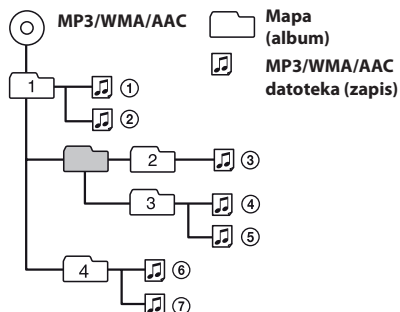 MP3/WMA/AAC
Mapa
(album)
MP3/WMA/AAC
datoteka (zapis)
1
①
②
2
③
3
④
⑤
4
⑥
⑦